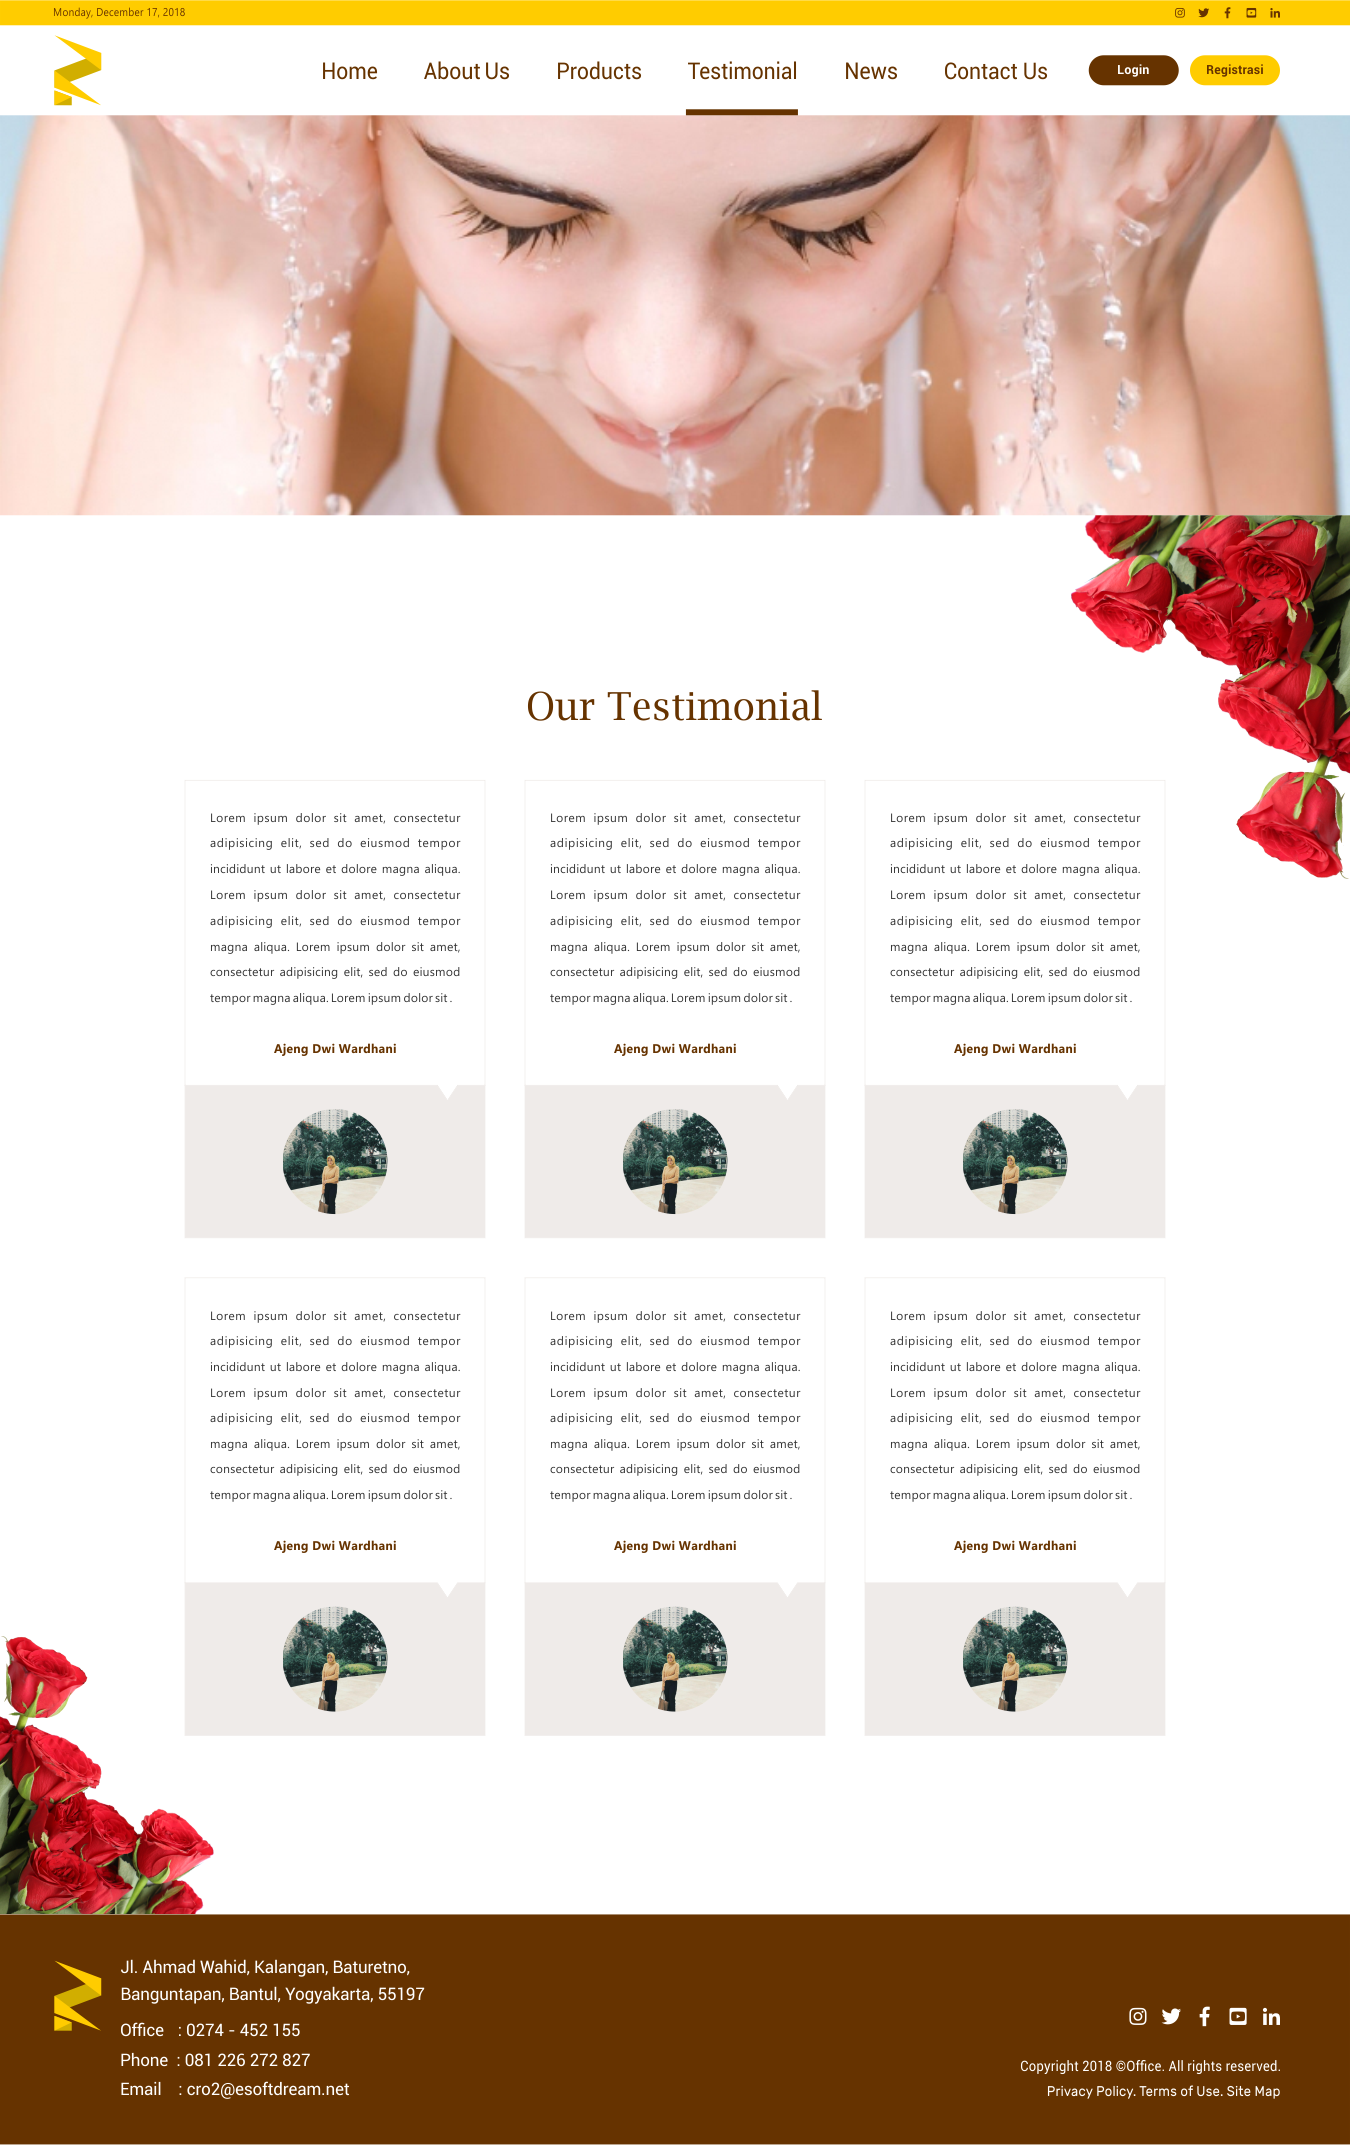 Monday, December 17, 2018
Home About Us Products Testimonial News Contact Us Login Registrasi
Our Testimonial
Lorem ipsum dolor sit amet, consectetur
adipisicing elit, sed do eiusmod tempor
incididunt ut labore et dolore magna aliqua.
Lorem ipsum dolor sit amet, consectetur
adipisicing elit, sed do eiusmod tempor
magna aliqua. Lorem ipsum dolor sit amet,
consectetur adipisicing elit, sed do eiusmod
tempor magna aliqua. Lorem ipsum dolor sit .
Ajeng Dwi Wardhani
Lorem ipsum dolor sit amet, consectetur
adipisicing elit, sed do eiusmod tempor
incididunt ut labore et dolore magna aliqua.
Lorem ipsum dolor sit amet, consectetur
adipisicing elit, sed do eiusmod tempor
magna aliqua. Lorem ipsum dolor sit amet,
consectetur adipisicing elit, sed do eiusmod
tempor magna aliqua. Lorem ipsum dolor sit .
Ajeng Dwi Wardhani
Lorem ipsum dolor sit amet, consectetur
adipisicing elit, sed do eiusmod tempor
incididunt ut labore et dolore magna aliqua.
Lorem ipsum dolor sit amet, consectetur
adipisicing elit, sed do eiusmod tempor
magna aliqua. Lorem ipsum dolor sit amet,
consectetur adipisicing elit, sed do eiusmod
tempor magna aliqua. Lorem ipsum dolor sit .
Ajeng Dwi Wardhani
Lorem ipsum dolor sit amet, consectetur
adipisicing elit, sed do eiusmod tempor
incididunt ut labore et dolore magna aliqua.
Lorem ipsum dolor sit amet, consectetur
adipisicing elit, sed do eiusmod tempor
magna aliqua. Lorem ipsum dolor sit amet,
consectetur adipisicing elit, sed do eiusmod
tempor magna aliqua. Lorem ipsum dolor sit .
Ajeng Dwi Wardhani
Lorem ipsum dolor sit amet, consectetur
adipisicing elit, sed do eiusmod tempor
incididunt ut labore et dolore magna aliqua.
Lorem ipsum dolor sit amet, consectetur
adipisicing elit, sed do eiusmod tempor
magna aliqua. Lorem ipsum dolor sit amet,
consectetur adipisicing elit, sed do eiusmod
tempor magna aliqua. Lorem ipsum dolor sit .
Ajeng Dwi Wardhani
Lorem ipsum dolor sit amet, consectetur
adipisicing elit, sed do eiusmod tempor
incididunt ut labore et dolore magna aliqua.
Lorem ipsum dolor sit amet, consectetur
adipisicing elit, sed do eiusmod tempor
magna aliqua. Lorem ipsum dolor sit amet,
consectetur adipisicing elit, sed do eiusmod
tempor magna aliqua. Lorem ipsum dolor sit .
Ajeng Dwi Wardhani
Jl. Ahmad Wahid, Kalangan, Baturetno,
Banguntapan, Bantul, Yogyakarta, 55197
Office : 0274 - 452 155
Phone : 081 226 272 827
Email : cro2@esoftdream.net
Copyright 2018 ©Office. All rights reserved.
Privacy Policy. Terms of Use. Site Map